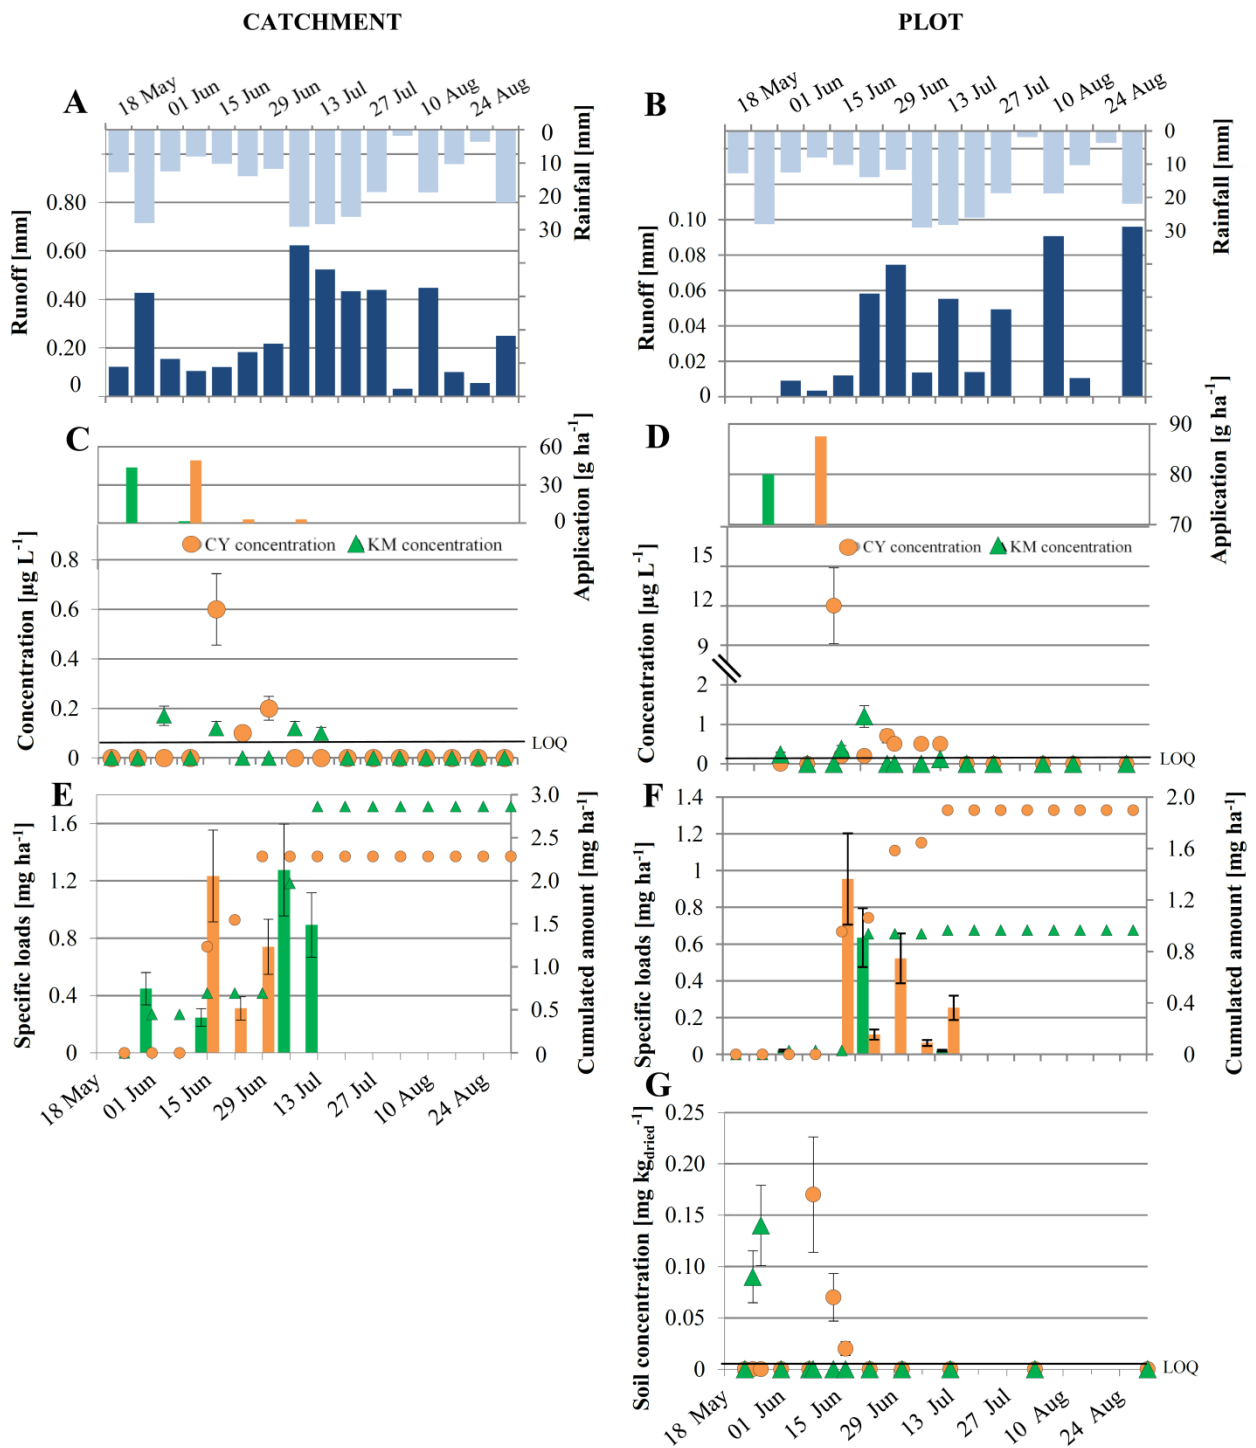 CATCHMENT
PLOT
A
18 May
01 Jun
15 Jun
29 Jun
13 Jul
27 Jul
10 Aug
24 Aug
Runoff [mm]
0.80
0.60
0.40
0.20
0
0
10
20
30
Rainfall [mm]
B
18 May
01 Jun
15 Jun
29 Jun
13 Jul
27 Jul
10 Aug
24 Aug
Runoff [mm]
0.10
0.08
0.06
0.04
0.02
0
0
10
20
30
Rainfall [mm]
C
60
30
0
Application [g ha⁻¹]
CY concentration
KM concentration
Concentration [µg L⁻¹]
0.8
0.6
0.4
0.2
0
LOQ
D
90
80
70
Application [g ha⁻¹]
CY concentration
KM concentration
Concentration [µg L⁻¹]
15
12
9
2
1
0
LOQ
E
Specific loads [mg ha⁻¹]
1.6
1.2
0.8
0.4
0
3.0
2.5
2.0
1.5
1.0
0.5
0
Cumulated amount [mg ha⁻¹]
18 May
01 Jun
15 Jun
29 Jun
13 Jul
27 Jul
10 Aug
24 Aug
F
Specific loads [mg ha⁻¹]
1.4
1.2
1
0.8
0.6
0.4
0.2
0
2.0
1.6
1.2
0.8
0.4
0
Cumulated amount [mg ha⁻¹]
G
Soil concentration [mg kg dried⁻¹]
0.25
0.20
0.15
0.10
0.05
0
LOQ
18 May
01 Jun
15 Jun
29 Jun
13 Jul
27 Jul
10 Aug
24 Aug